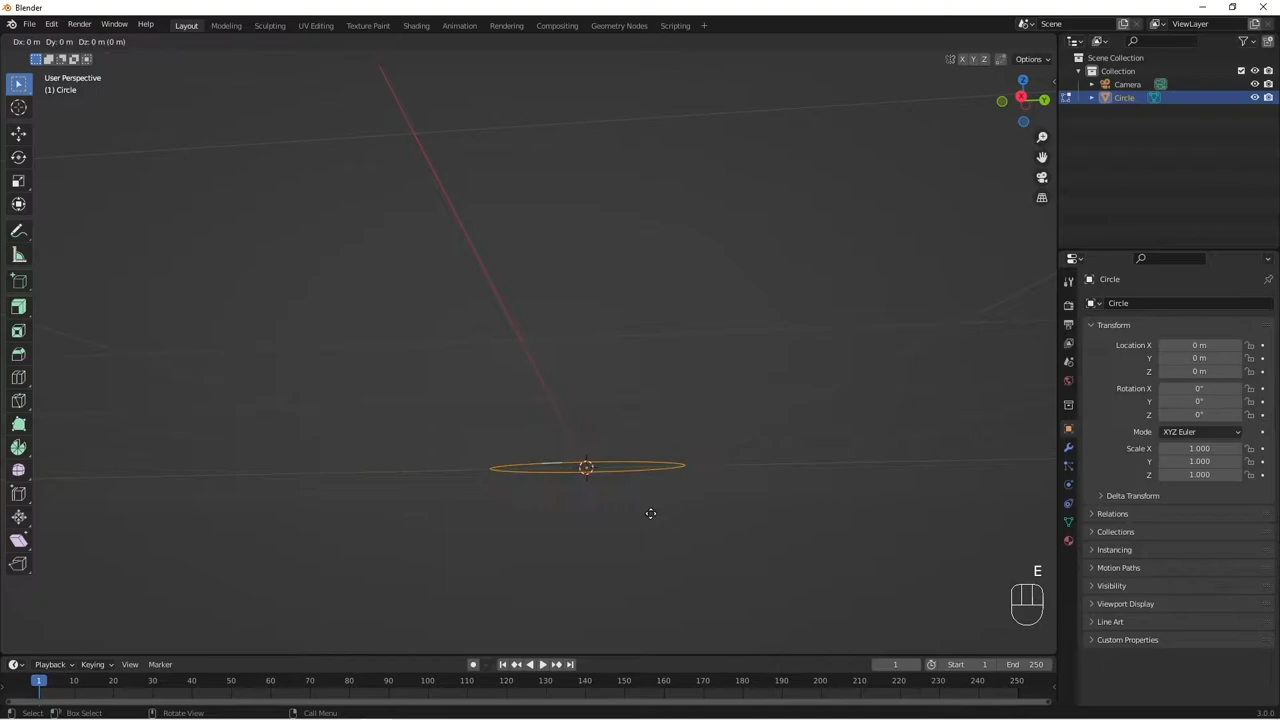 Blender
File Edit Render Window Help Layout Modeling Sculpting UV Editing Texture Paint Shading Animation Rendering Compositing Geometry Nodes Scripting + Scene ViewLayer
Dx: 0 m Dy: 0 m Dz: 0 m (0 m)
X Y Z Options
User Perspective
(1) Circle
Z
X
Y
Scene Collection
Collection
Camera
Circle
Circle
Circle
Transform
Location X 0 m
Y 0 m
Z 0 m
Rotation X 0°
Y 0°
Z 0°
Mode XYZ Euler
Scale X 1.000
Y 1.000
Z 1.000
Delta Transform
Relations
Collections
Instancing
Motion Paths
Visibility
Viewport Display
Line Art
Custom Properties
E
Playback Keying View Marker 1 Start 1 End 250
1 10 20 30 40 50 60 70 80 90 100 110 120 130 140 150 160 170 180 190 200 210 220 230 240 250
Select Box Select Rotate View Call Menu 3.0.0